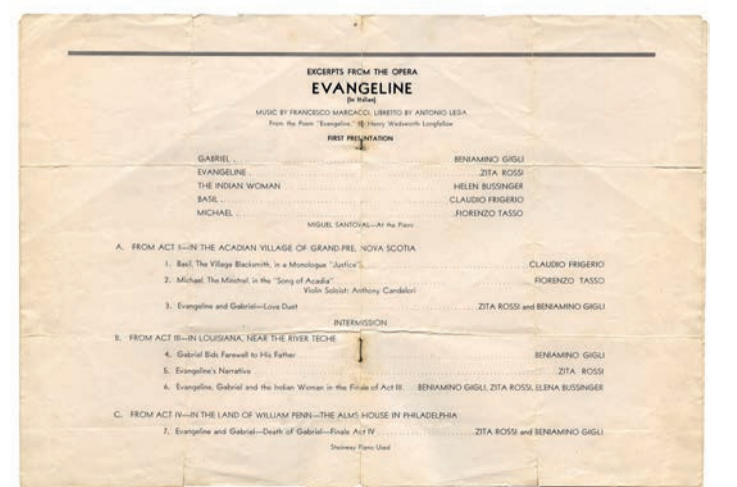 EXCERPTS FROM THE OPERA
EVANGELINE
(In Italian)
MUSIC BY FRANCESCO MARCACCI, LIBRETTO BY ANTONIO LEGA
From the Poem "Evangeline," by Henry Wadsworth Longfellow
FIRST PRESENTATION
GABRIEL . BENIAMINO GIGLI
EVANGELINE . ZITA ROSSI
THE INDIAN WOMAN HELEN BUSSINGER
BASIL . CLAUDIO FRIGERIO
MICHAEL . FIORENZO TASSO
MIGUEL SANTOVAL—At the Piano
A. FROM ACT I—IN THE ACADIAN VILLAGE OF GRAND-PRE, NOVA SCOTIA
1. Basil, The Village Blacksmith, in a Monologue "Justice" CLAUDIO FRIGERIO
2. Michael, The Minstrel, in the "Song of Acadia" FIORENZO TASSO
Violin Soloist: Anthony Candelori
3. Evangeline and Gabriel—Love Duet ZITA ROSSI and BENIAMINO GIGLI
INTERMISSION
B. FROM ACT III—IN LOUISIANA, NEAR THE RIVER TECHE
4. Gabriel Bids Farewell to His Father BENIAMINO GIGLI
5. Evangeline's Narrative ZITA ROSSI
6. Evangeline, Gabriel and the Indian Woman in the Finale of Act III. BENIAMINO GIGLI, ZITA ROSSI, ELENA BUSSINGER
C. FROM ACT IV—IN THE LAND OF WILLIAM PENN—THE ALMS HOUSE IN PHILADELPHIA
7. Evangeline and Gabriel—Death of Gabriel—Finale Act IV ZITA ROSSI and BENIAMINO GIGLI
Steinway Piano Used